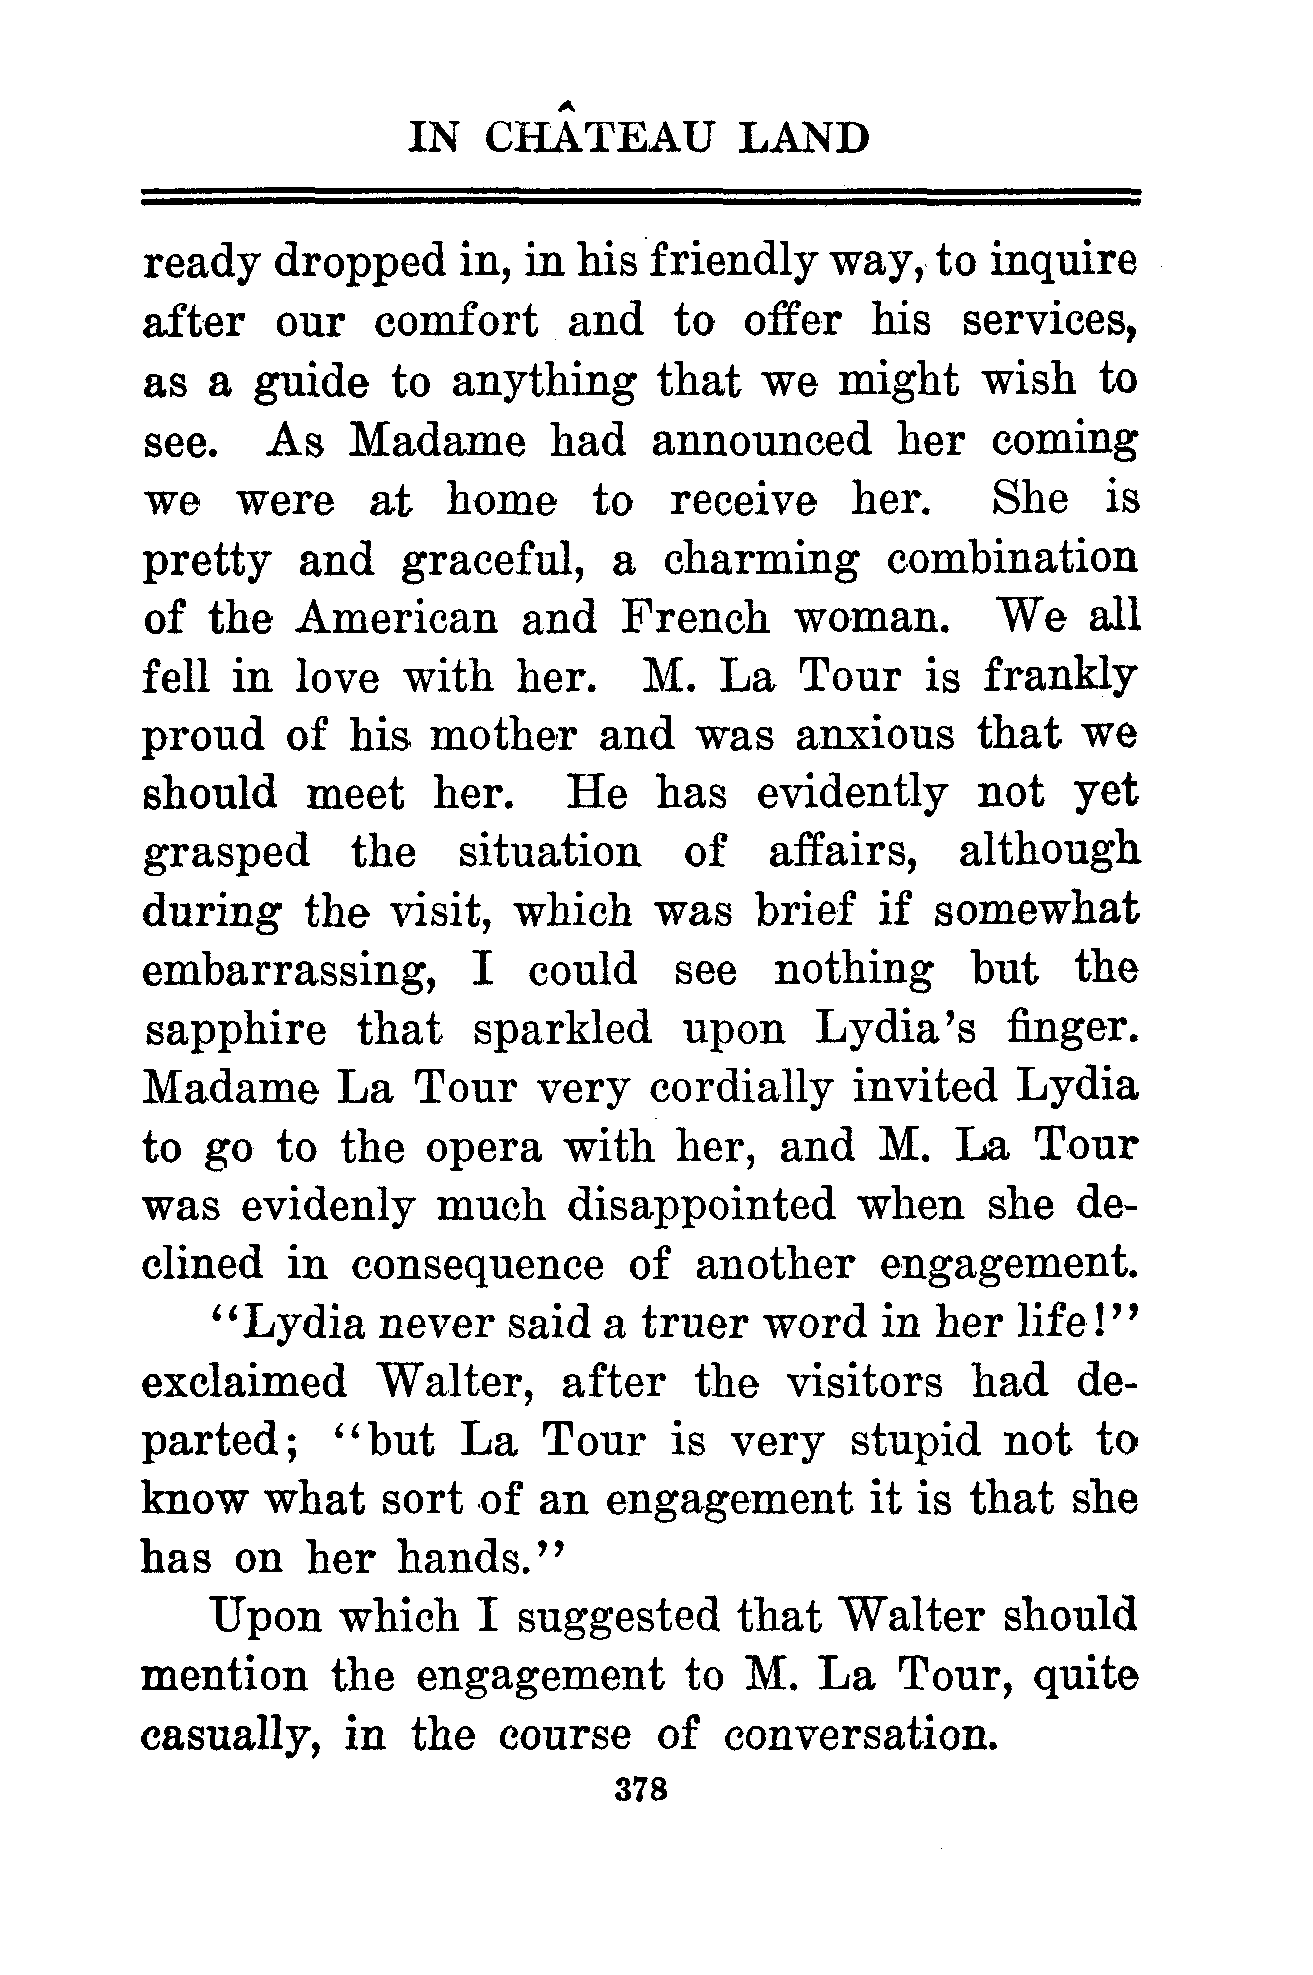 IN CHÂTEAU LAND
ready dropped in, in his friendly way, to inquire
after our comfort and to offer his services,
as a guide to anything that we might wish to
see. As Madame had announced her coming
we were at home to receive her. She is
pretty and graceful, a charming combination
of the American and French woman. We all
fell in love with her. M. La Tour is frankly
proud of his mother and was anxious that we
should meet her. He has evidently not yet
grasped the situation of affairs, although
during the visit, which was brief if somewhat
embarrassing, I could see nothing but the
sapphire that sparkled upon Lydia's finger.
Madame La Tour very cordially invited Lydia
to go to the opera with her, and M. La Tour
was evidenly much disappointed when she de-
clined in consequence of another engagement.
"Lydia never said a truer word in her life!"
exclaimed Walter, after the visitors had de-
parted; "but La Tour is very stupid not to
know what sort of an engagement it is that she
has on her hands."
Upon which I suggested that Walter should
mention the engagement to M. La Tour, quite
casually, in the course of conversation.
378